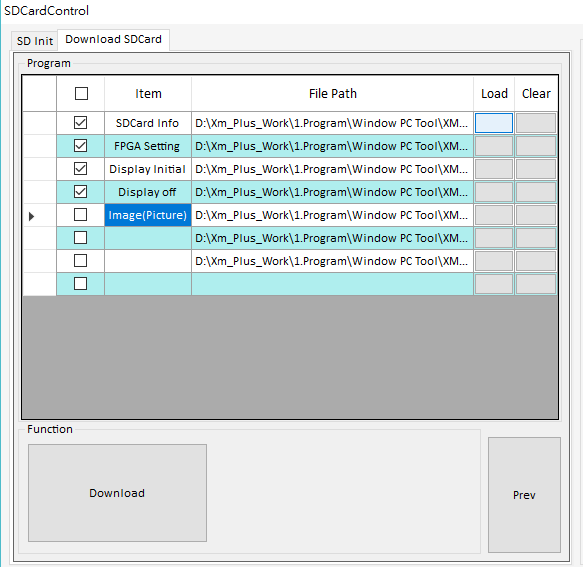 SDCardControl
SD Init Download SDCard
Program
Item File Path Load Clear
SDCard Info D:\Xm_Plus_Work\1.Program\Window PC Tool\XM...
FPGA Setting D:\Xm_Plus_Work\1.Program\Window PC Tool\XM...
Display Initial D:\Xm_Plus_Work\1.Program\Window PC Tool\XM...
Display off D:\Xm_Plus_Work\1.Program\Window PC Tool\XM...
Image(Picture) D:\Xm_Plus_Work\1.Program\Window PC Tool\XM...
D:\Xm_Plus_Work\1.Program\Window PC Tool\XM...
D:\Xm_Plus_Work\1.Program\Window PC Tool\XM...
Function
Download
Prev